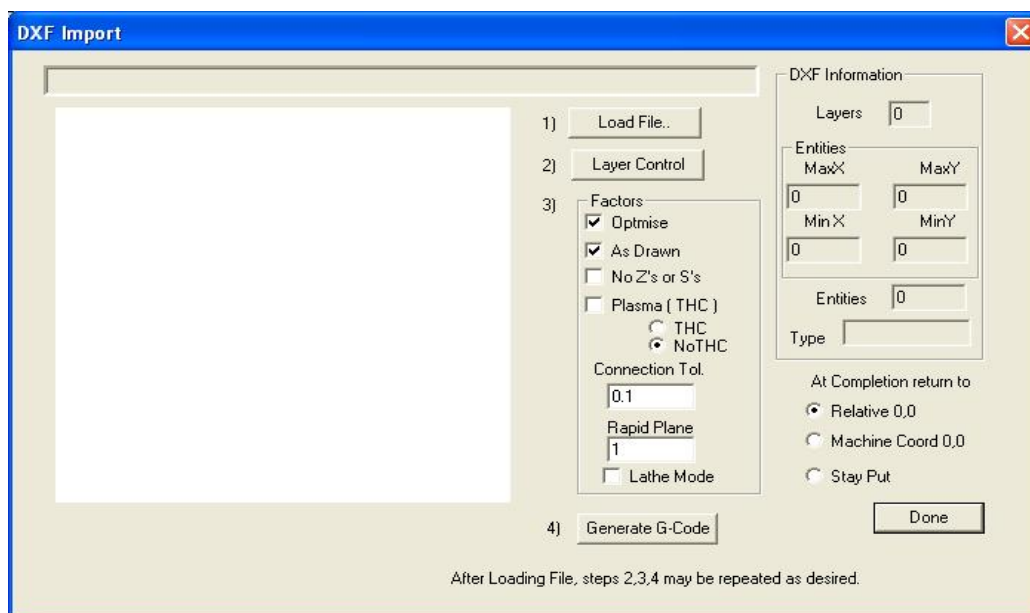 DXF Import
1) Load File..
2) Layer Control
3) Factors
Optmise
As Drawn
No Z's or S's
Plasma ( THC )
THC
NoTHC
Connection Tol.
0.1
Rapid Plane
1
Lathe Mode
4) Generate G-Code
DXF Information
Layers 0
Entities
MaxX MaxY
0 0
Min X MinY
0 0
Entities 0
Type
At Completion return to
Relative 0,0
Machine Coord 0,0
Stay Put
Done
After Loading File, steps 2,3,4 may be repeated as desired.